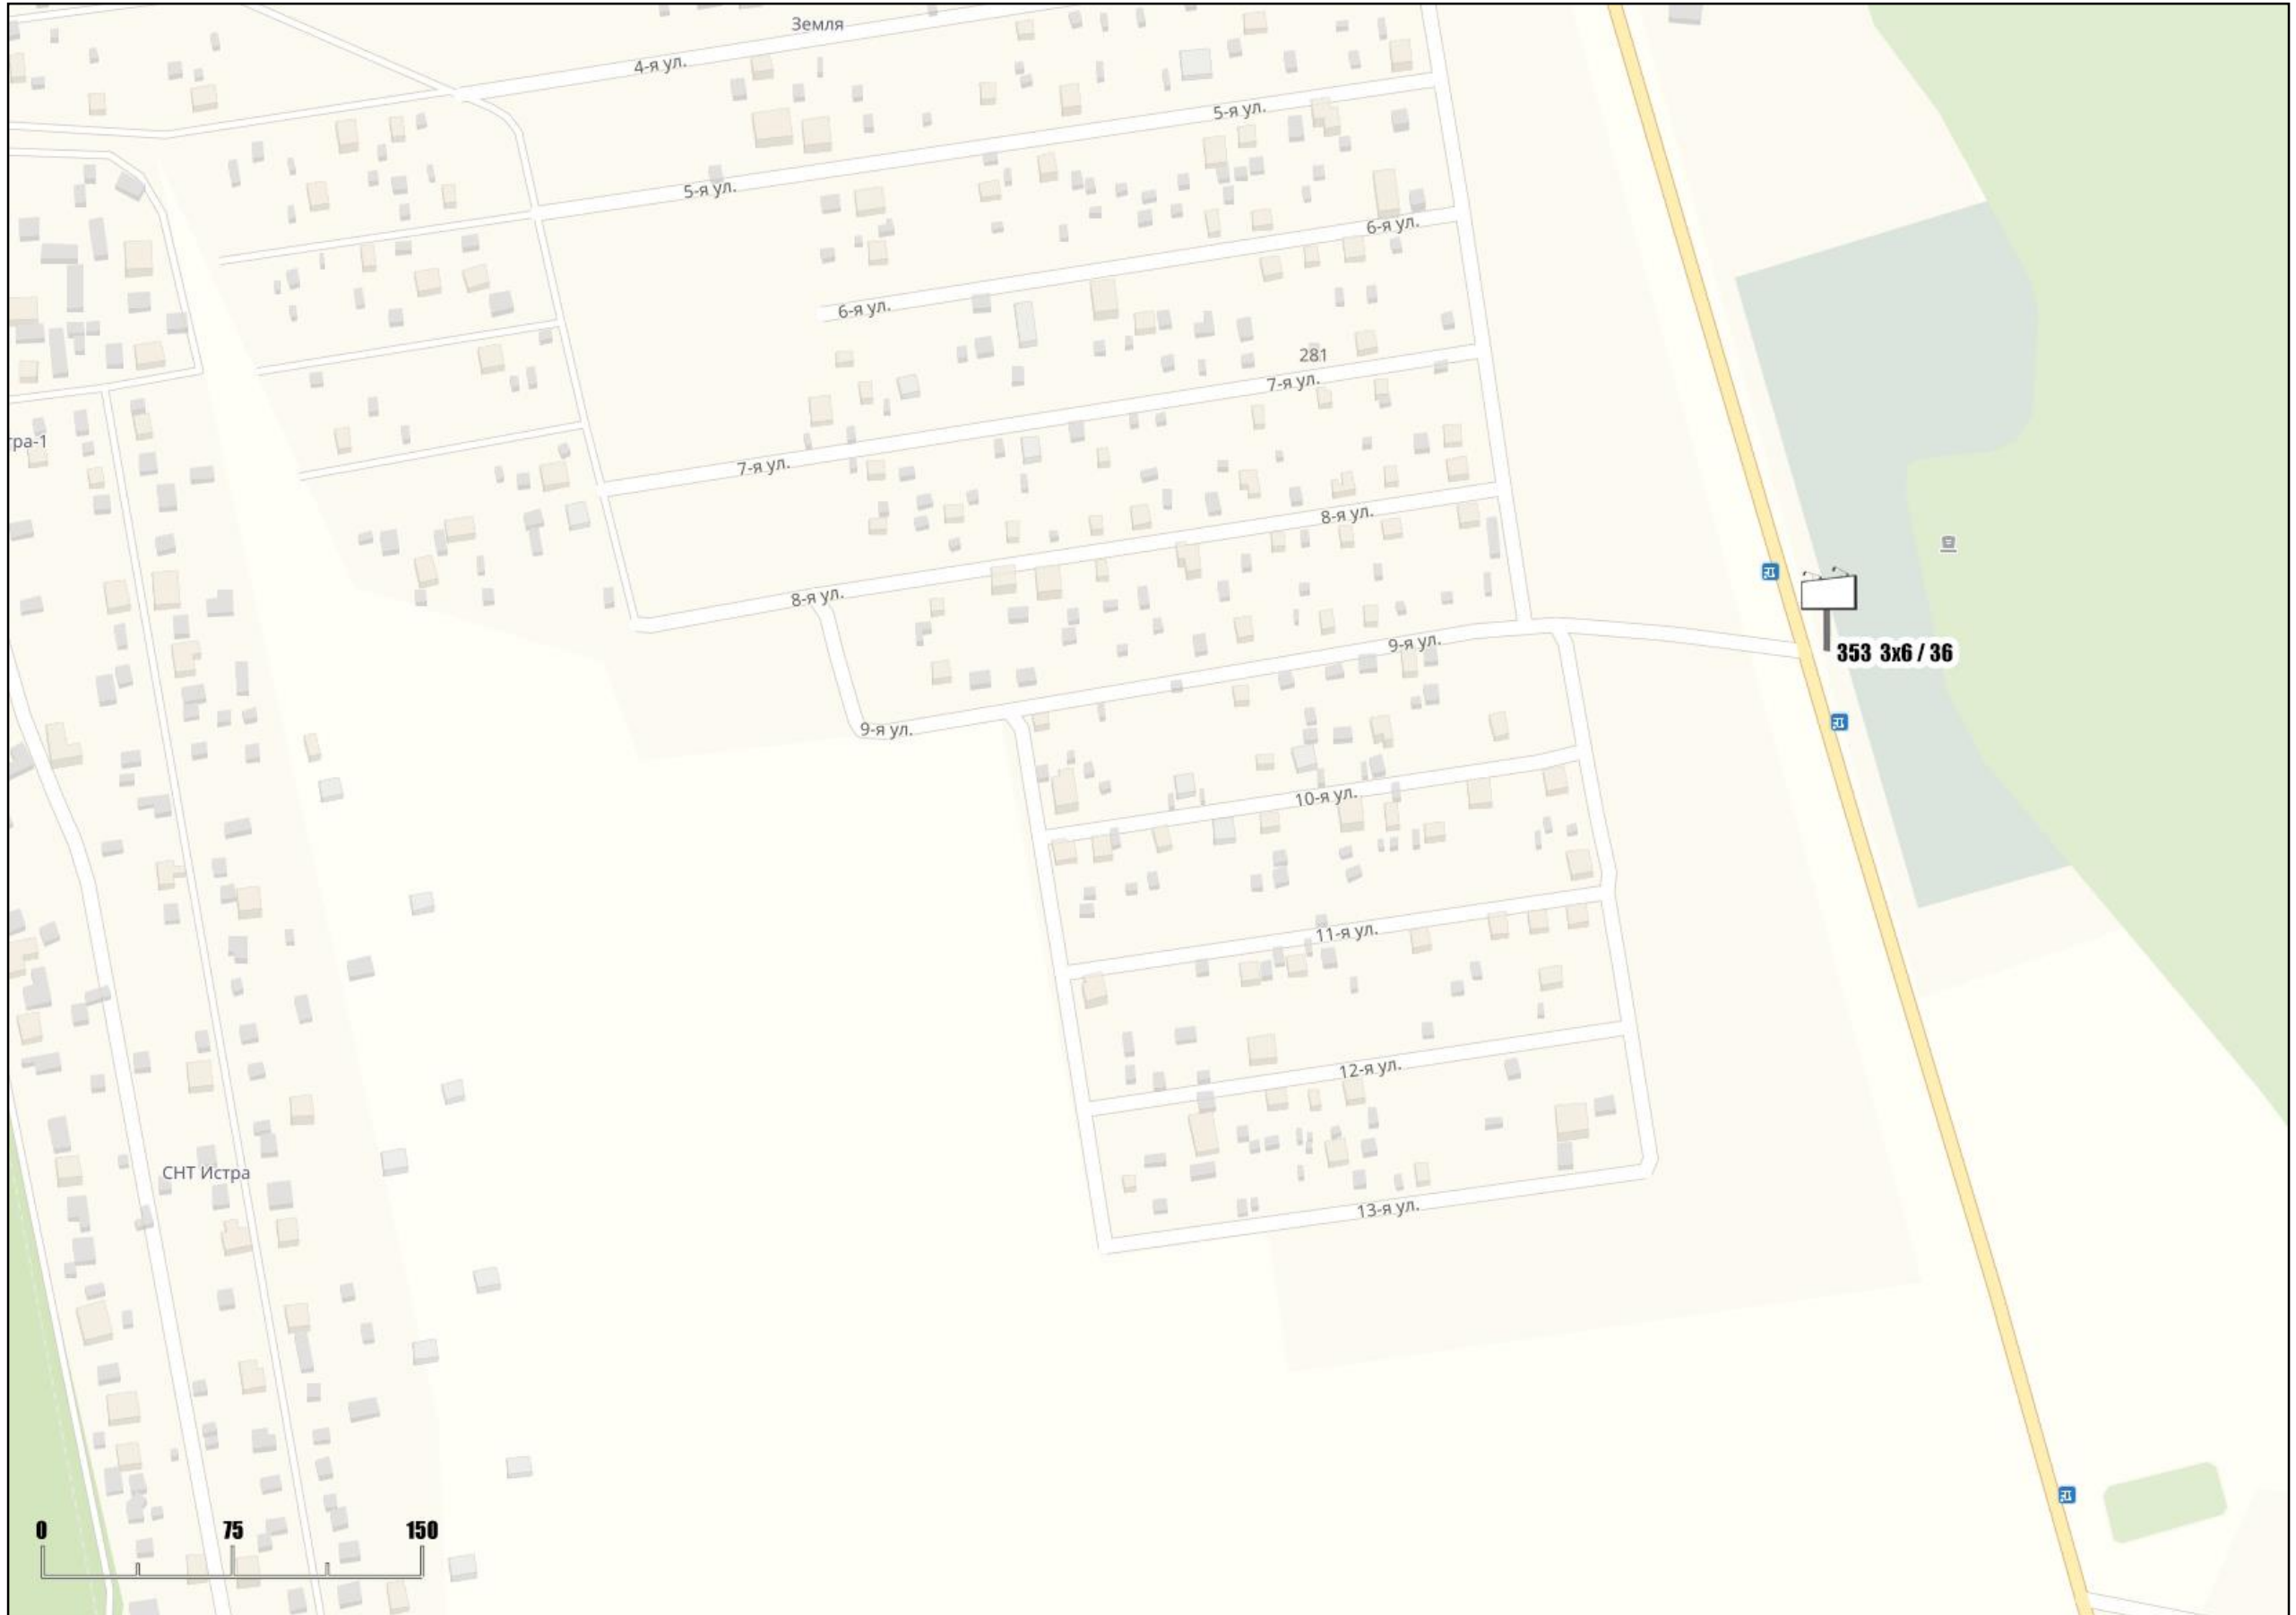 Земля
4-я ул.
5-я ул.
5-я ул.
6-я ул.
6-я ул.
281
7-я ул.
7-я ул.
8-я ул.
8-я ул.
9-я ул.
353 3x6 / 36
9-я ул.
10-я ул.
11-я ул.
12-я ул.
СНТ Истра
13-я ул.
0 75 150